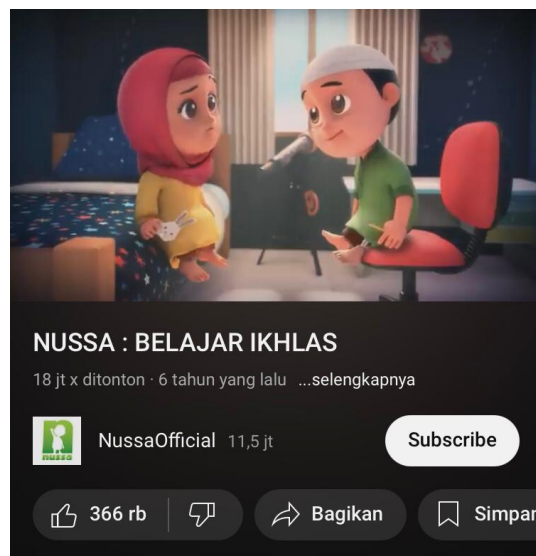 NUSSA : BELAJAR IKHLAS
18 jt x ditonton · 6 tahun yang lalu ...selengkapnya
nussa
NussaOfficial 11,5 jt
Subscribe
366 rb
Bagikan
Simpan